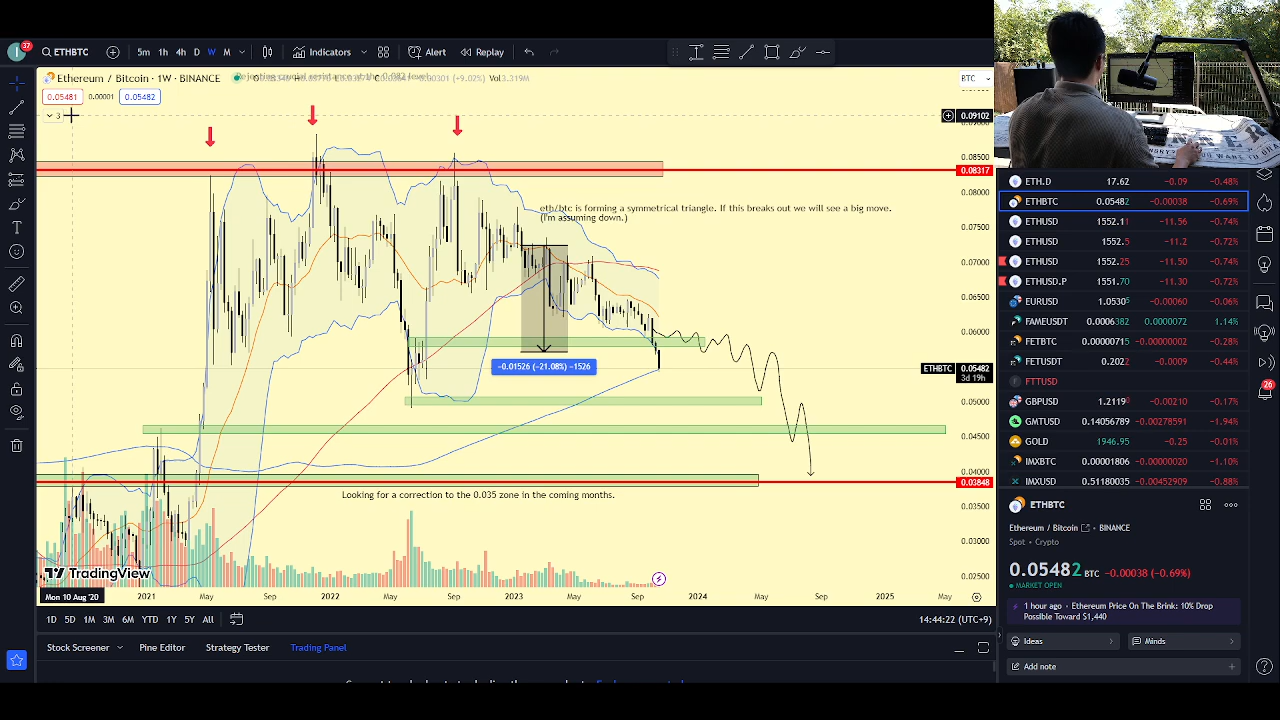 37
ETHBTC
5m 1h 4h D W M
Indicators
Alert
Replay
Ethereum / Bitcoin · 1W · BINANCE
(+9.02%) Vol3.319M
BTC
0.05481 0.00001 0.05482
3
0.09102
0.08500
0.08317
0.08000
0.07500
0.07000
0.06500
0.06000
ETHBTC 0.05482
3d 19h
0.05000
0.04500
0.04000
0.03848
0.03500
0.03000
0.02500
eth/btc is forming a symmetrical triangle. If this breaks out we will see a big move.
(I'm assuming down.)
−0.01526 (−21.08%) −1526
Looking for a correction to the 0.035 zone in the coming months.
TradingView
Mon 10 Aug '20 2021 May Sep 2022 May Sep 2023 May Sep 2024 May Sep 2025 May
1D 5D 1M 3M 6M YTD 1Y 5Y All
14:44:22 (UTC+9)
Stock Screener Pine Editor Strategy Tester Trading Panel
ETH.D 17.62 −0.09 −0.48%
ETHBTC 0.05482 −0.00038 −0.69%
ETHUSD 1552.11 −11.56 −0.74%
ETHUSD 1552.5 −11.2 −0.72%
ETHUSD 1552.25 −11.50 −0.74%
ETHUSD.P 1551.70 −11.30 −0.72%
EURUSD 1.05305 −0.00060 −0.06%
FAMEUSDT 0.0006382 0.0000072 1.14%
FETBTC 0.00000715 −0.00000002 −0.28%
FETUSDT 0.2022 −0.0009 −0.44%
FTTUSD
GBPUSD 1.21190 −0.00210 −0.17%
GMTUSD 0.14056789 −0.00278591 −1.94%
GOLD 1946.95 −0.25 −0.01%
IMXBTC 0.00001806 −0.00000020 −1.10%
IMXUSD 0.51180035 −0.00452909 −0.88%
26
ETHBTC
Ethereum / Bitcoin • BINANCE
Spot • Crypto
0.05482 BTC −0.00038 (−0.69%)
MARKET OPEN
1 hour ago • Ethereum Price On The Brink: 10% Drop
Possible Toward $1,440
Ideas
Minds
Add note